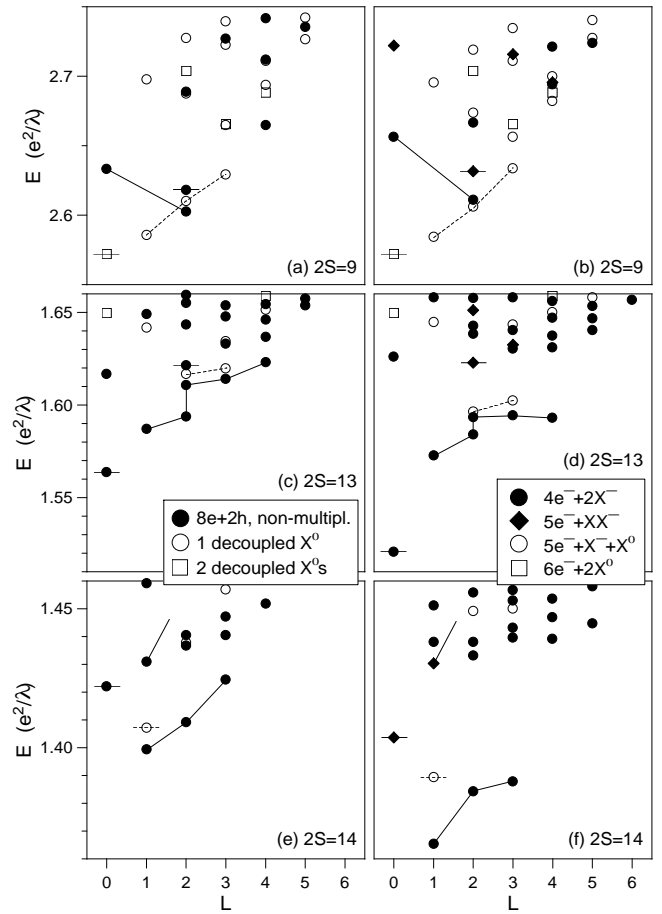 2.7
2.6
E (e²/λ)
(a) 2S=9
(b) 2S=9
1.65
1.60
1.55
E (e²/λ)
(c) 2S=13
(d) 2S=13
8e+2h, non-multipl.
1 decoupled X⁰
2 decoupled X⁰s
4e⁻+2X⁻
5e⁻+XX⁻
5e⁻+X⁻+X⁰
6e⁻+2X⁰
1.45
1.40
E (e²/λ)
(e) 2S=14
(f) 2S=14
0 1 2 3 4 5 6
0 1 2 3 4 5 6
L
L